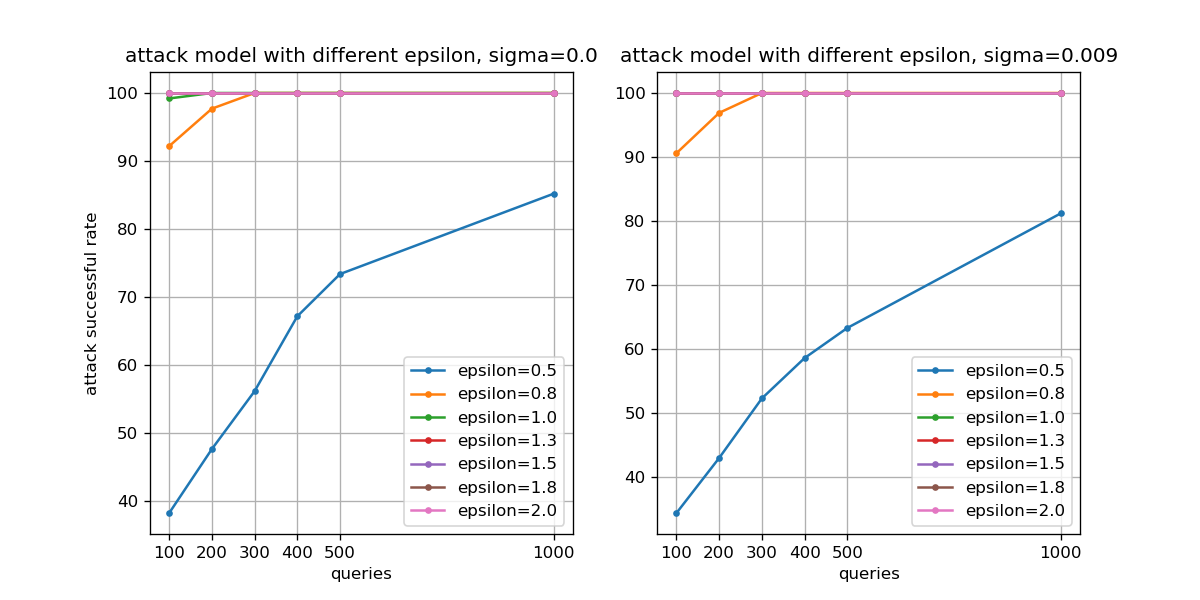 attack model with different epsilon, sigma=0.0
attack successful rate
100
90
80
70
60
50
40
100 200 300 400 500 1000
queries
epsilon=0.5
epsilon=0.8
epsilon=1.0
epsilon=1.3
epsilon=1.5
epsilon=1.8
epsilon=2.0
attack model with different epsilon, sigma=0.009
100
90
80
70
60
50
40
100 200 300 400 500 1000
queries
epsilon=0.5
epsilon=0.8
epsilon=1.0
epsilon=1.3
epsilon=1.5
epsilon=1.8
epsilon=2.0